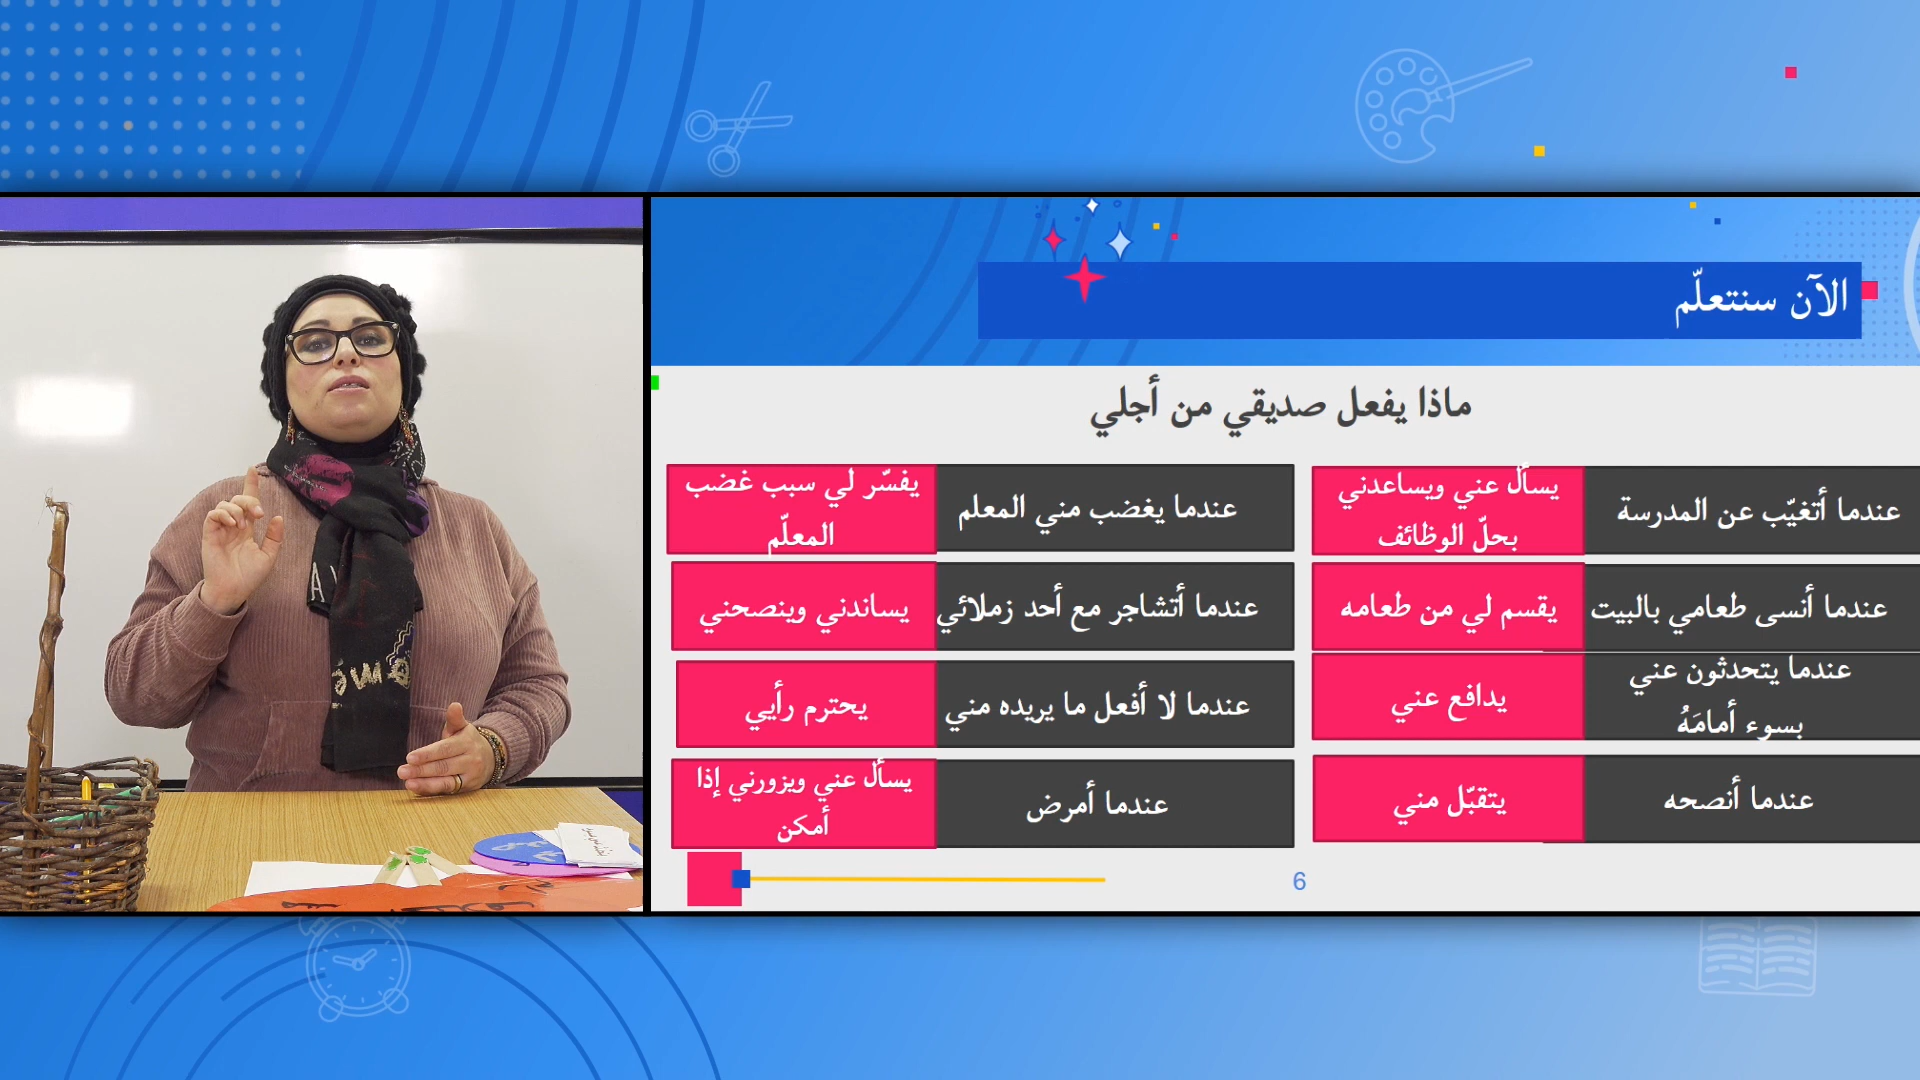 الآن سنتعلّم
ماذا يفعل صديقي من أجلي
عندما أتغيّب عن المدرسة
يسأل عني ويساعدني
بحلّ الوظائف
عندما أنسى طعامي بالبيت
يقسم لي من طعامه
عندما يتحدثون عني
بسوء أمامَهُ
يدافع عني
عندما أنصحه
يتقبّل مني
عندما يغضب مني المعلم
يفسّر لي سبب غضب
المعلّم
عندما أتشاجر مع أحد زملائي
يساندني وينصحني
عندما لا أفعل ما يريده مني
يحترم رأيي
عندما أمرض
يسأل عني ويزورني إذا
أمكن
6